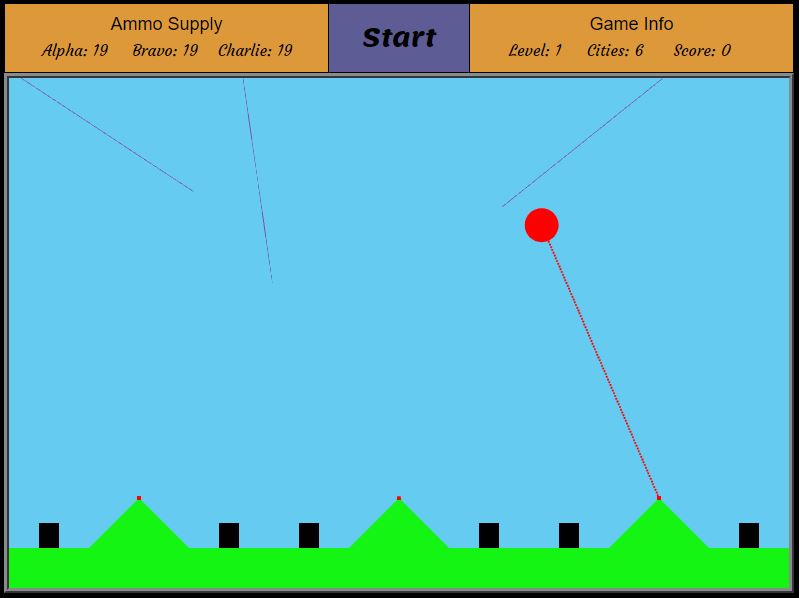 Ammo Supply
Alpha: 19 Bravo: 19 Charlie: 19
Start
Game Info
Level: 1 Cities: 6 Score: 0